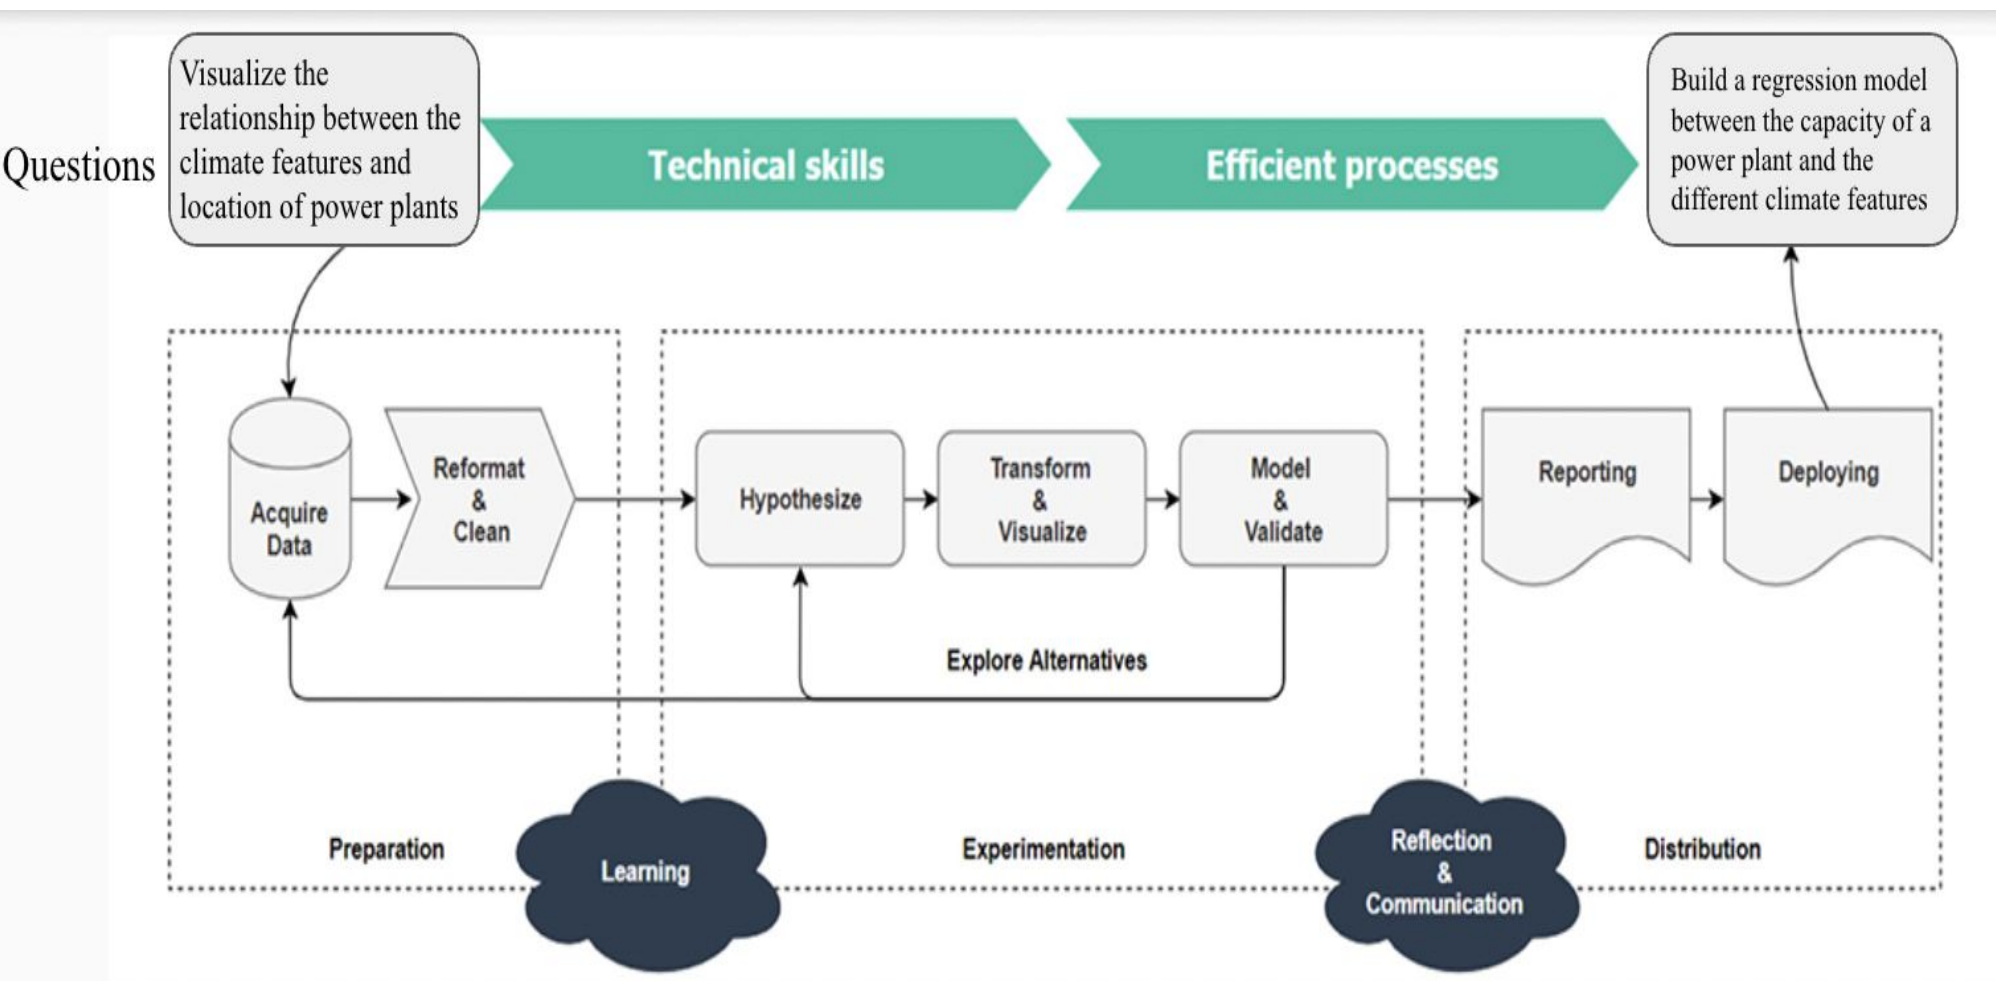 Questions
Visualize the
relationship between the
climate features and
location of power plants
Technical skills
Efficient processes
Build a regression model
between the capacity of a
power plant and the
different climate features
Acquire
Data
Reformat
&
Clean
Hypothesize
Transform
&
Visualize
Model
&
Validate
Reporting
Deploying
Explore Alternatives
Preparation
Learning
Experimentation
Reflection
&
Communication
Distribution